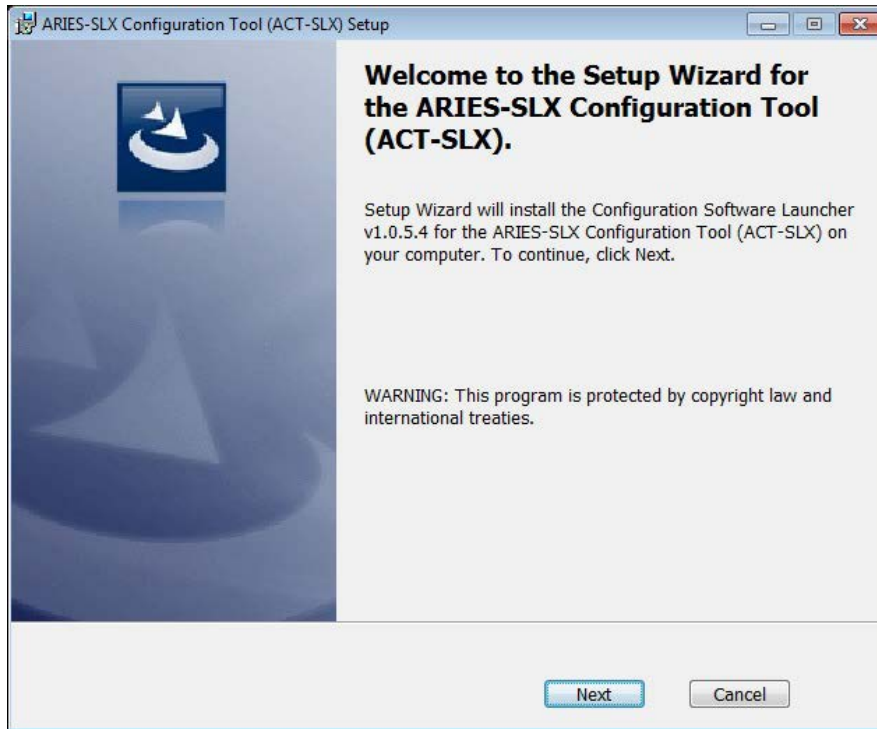 ARIES-SLX Configuration Tool (ACT-SLX) Setup
Welcome to the Setup Wizard for
the ARIES-SLX Configuration Tool
(ACT-SLX).
Setup Wizard will install the Configuration Software Launcher
v1.0.5.4 for the ARIES-SLX Configuration Tool (ACT-SLX) on
your computer. To continue, click Next.
WARNING: This program is protected by copyright law and
international treaties.
Next
Cancel